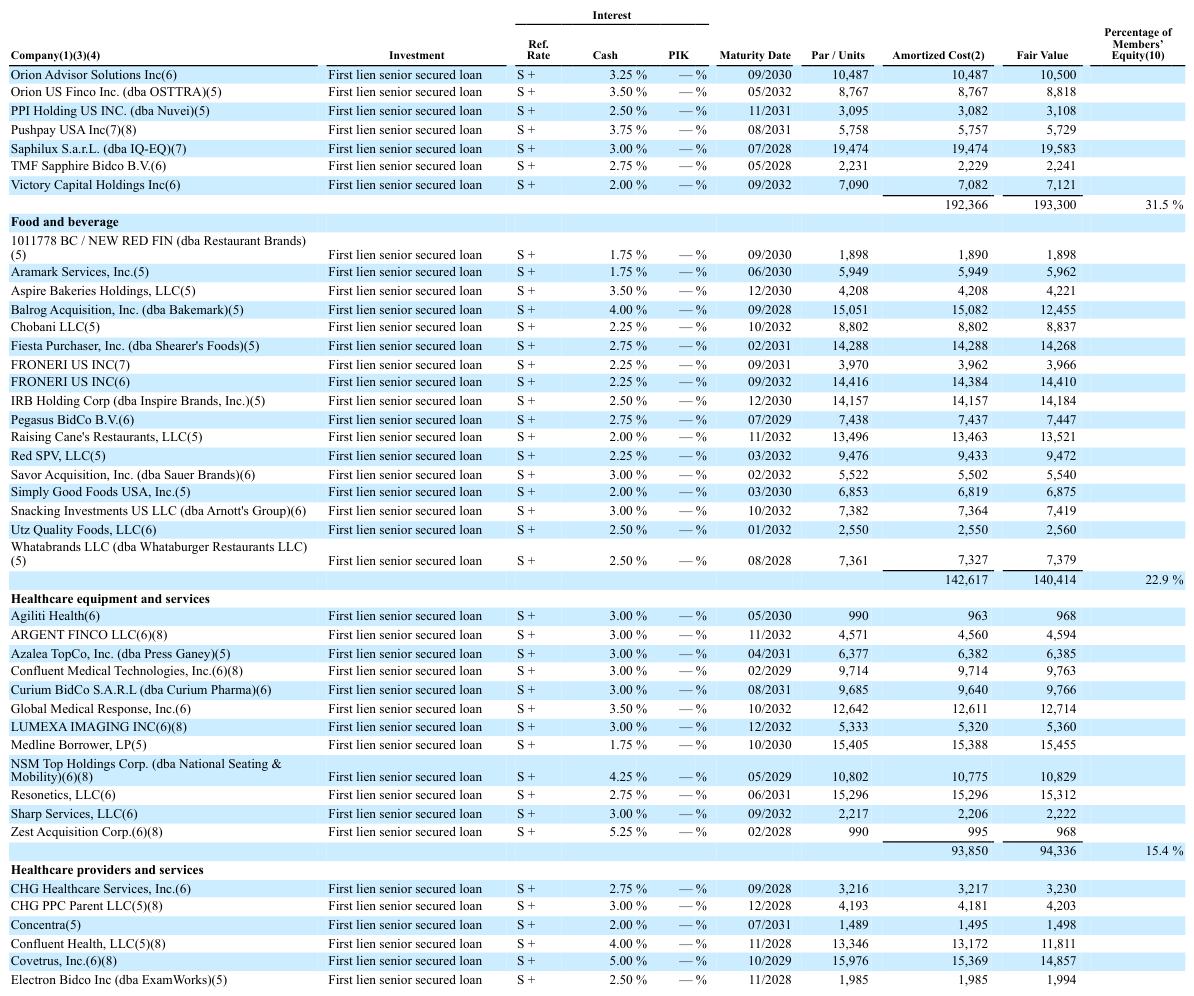 Interest
Company(1)(3)(4) Investment Ref. Rate Cash PIK Maturity Date Par / Units Amortized Cost(2) Fair Value Percentage of Members' Equity(10)
Orion Advisor Solutions Inc(6) First lien senior secured loan S + 3.25 % — % 09/2030 10,487 10,487 10,500
Orion US Finco Inc. (dba OSTTRA)(5) First lien senior secured loan S + 3.50 % — % 05/2032 8,767 8,767 8,818
PPI Holding US INC. (dba Nuvei)(5) First lien senior secured loan S + 2.50 % — % 11/2031 3,095 3,082 3,108
Pushpay USA Inc(7)(8) First lien senior secured loan S + 3.75 % — % 08/2031 5,758 5,757 5,729
Saphilux S.a.r.L. (dba IQ-EQ)(7) First lien senior secured loan S + 3.00 % — % 07/2028 19,474 19,474 19,583
TMF Sapphire Bidco B.V.(6) First lien senior secured loan S + 2.75 % — % 05/2028 2,231 2,229 2,241
Victory Capital Holdings Inc(6) First lien senior secured loan S + 2.00 % — % 09/2032 7,090 7,082 7,121
192,366 193,300 31.5 %
Food and beverage
1011778 BC / NEW RED FIN (dba Restaurant Brands)
(5) First lien senior secured loan S + 1.75 % — % 09/2030 1,898 1,890 1,898
Aramark Services, Inc.(5) First lien senior secured loan S + 1.75 % — % 06/2030 5,949 5,949 5,962
Aspire Bakeries Holdings, LLC(5) First lien senior secured loan S + 3.50 % — % 12/2030 4,208 4,208 4,221
Balrog Acquisition, Inc. (dba Bakemark)(5) First lien senior secured loan S + 4.00 % — % 09/2028 15,051 15,082 12,455
Chobani LLC(5) First lien senior secured loan S + 2.25 % — % 10/2032 8,802 8,802 8,837
Fiesta Purchaser, Inc. (dba Shearer's Foods)(5) First lien senior secured loan S + 2.75 % — % 02/2031 14,288 14,288 14,268
FRONERI US INC(7) First lien senior secured loan S + 2.25 % — % 09/2031 3,970 3,962 3,966
FRONERI US INC(6) First lien senior secured loan S + 2.25 % — % 09/2032 14,416 14,384 14,410
IRB Holding Corp (dba Inspire Brands, Inc.)(5) First lien senior secured loan S + 2.50 % — % 12/2030 14,157 14,157 14,184
Pegasus BidCo B.V.(6) First lien senior secured loan S + 2.75 % — % 07/2029 7,438 7,437 7,447
Raising Cane's Restaurants, LLC(5) First lien senior secured loan S + 2.00 % — % 11/2032 13,496 13,463 13,521
Red SPV, LLC(5) First lien senior secured loan S + 2.25 % — % 03/2032 9,476 9,433 9,472
Savor Acquisition, Inc. (dba Sauer Brands)(6) First lien senior secured loan S + 3.00 % — % 02/2032 5,522 5,502 5,540
Simply Good Foods USA, Inc.(5) First lien senior secured loan S + 2.00 % — % 03/2030 6,853 6,819 6,875
Snacking Investments US LLC (dba Arnott's Group)(6) First lien senior secured loan S + 3.00 % — % 10/2032 7,382 7,364 7,419
Utz Quality Foods, LLC(6) First lien senior secured loan S + 2.50 % — % 01/2032 2,550 2,550 2,560
Whatabrands LLC (dba Whataburger Restaurants LLC)
(5) First lien senior secured loan S + 2.50 % — % 08/2028 7,361 7,327 7,379
142,617 140,414 22.9 %
Healthcare equipment and services
Agiliti Health(6) First lien senior secured loan S + 3.00 % — % 05/2030 990 963 968
ARGENT FINCO LLC(6)(8) First lien senior secured loan S + 3.00 % — % 11/2032 4,571 4,560 4,594
Azalea TopCo, Inc. (dba Press Ganey)(5) First lien senior secured loan S + 3.00 % — % 04/2031 6,377 6,382 6,385
Confluent Medical Technologies, Inc.(6)(8) First lien senior secured loan S + 3.00 % — % 02/2029 9,714 9,714 9,763
Curium BidCo S.A.R.L (dba Curium Pharma)(6) First lien senior secured loan S + 3.00 % — % 08/2031 9,685 9,640 9,766
Global Medical Response, Inc.(6) First lien senior secured loan S + 3.50 % — % 10/2032 12,642 12,611 12,714
LUMEXA IMAGING INC(6)(8) First lien senior secured loan S + 3.00 % — % 12/2032 5,333 5,320 5,360
Medline Borrower, LP(5) First lien senior secured loan S + 1.75 % — % 10/2030 15,405 15,388 15,455
NSM Top Holdings Corp. (dba National Seating &
Mobility)(6)(8) First lien senior secured loan S + 4.25 % — % 05/2029 10,802 10,775 10,829
Resonetics, LLC(6) First lien senior secured loan S + 2.75 % — % 06/2031 15,296 15,296 15,312
Sharp Services, LLC(6) First lien senior secured loan S + 3.00 % — % 09/2032 2,217 2,206 2,222
Zest Acquisition Corp.(6)(8) First lien senior secured loan S + 5.25 % — % 02/2028 990 995 968
93,850 94,336 15.4 %
Healthcare providers and services
CHG Healthcare Services, Inc.(6) First lien senior secured loan S + 2.75 % — % 09/2028 3,216 3,217 3,230
CHG PPC Parent LLC(5)(8) First lien senior secured loan S + 3.00 % — % 12/2028 4,193 4,181 4,203
Concentra(5) First lien senior secured loan S + 2.00 % — % 07/2031 1,489 1,495 1,498
Confluent Health, LLC(5)(8) First lien senior secured loan S + 4.00 % — % 11/2028 13,346 13,172 11,811
Covetrus, Inc.(6)(8) First lien senior secured loan S + 5.00 % — % 10/2029 15,976 15,369 14,857
Electron Bidco Inc (dba ExamWorks)(5) First lien senior secured loan S + 2.50 % — % 11/2028 1,985 1,985 1,994